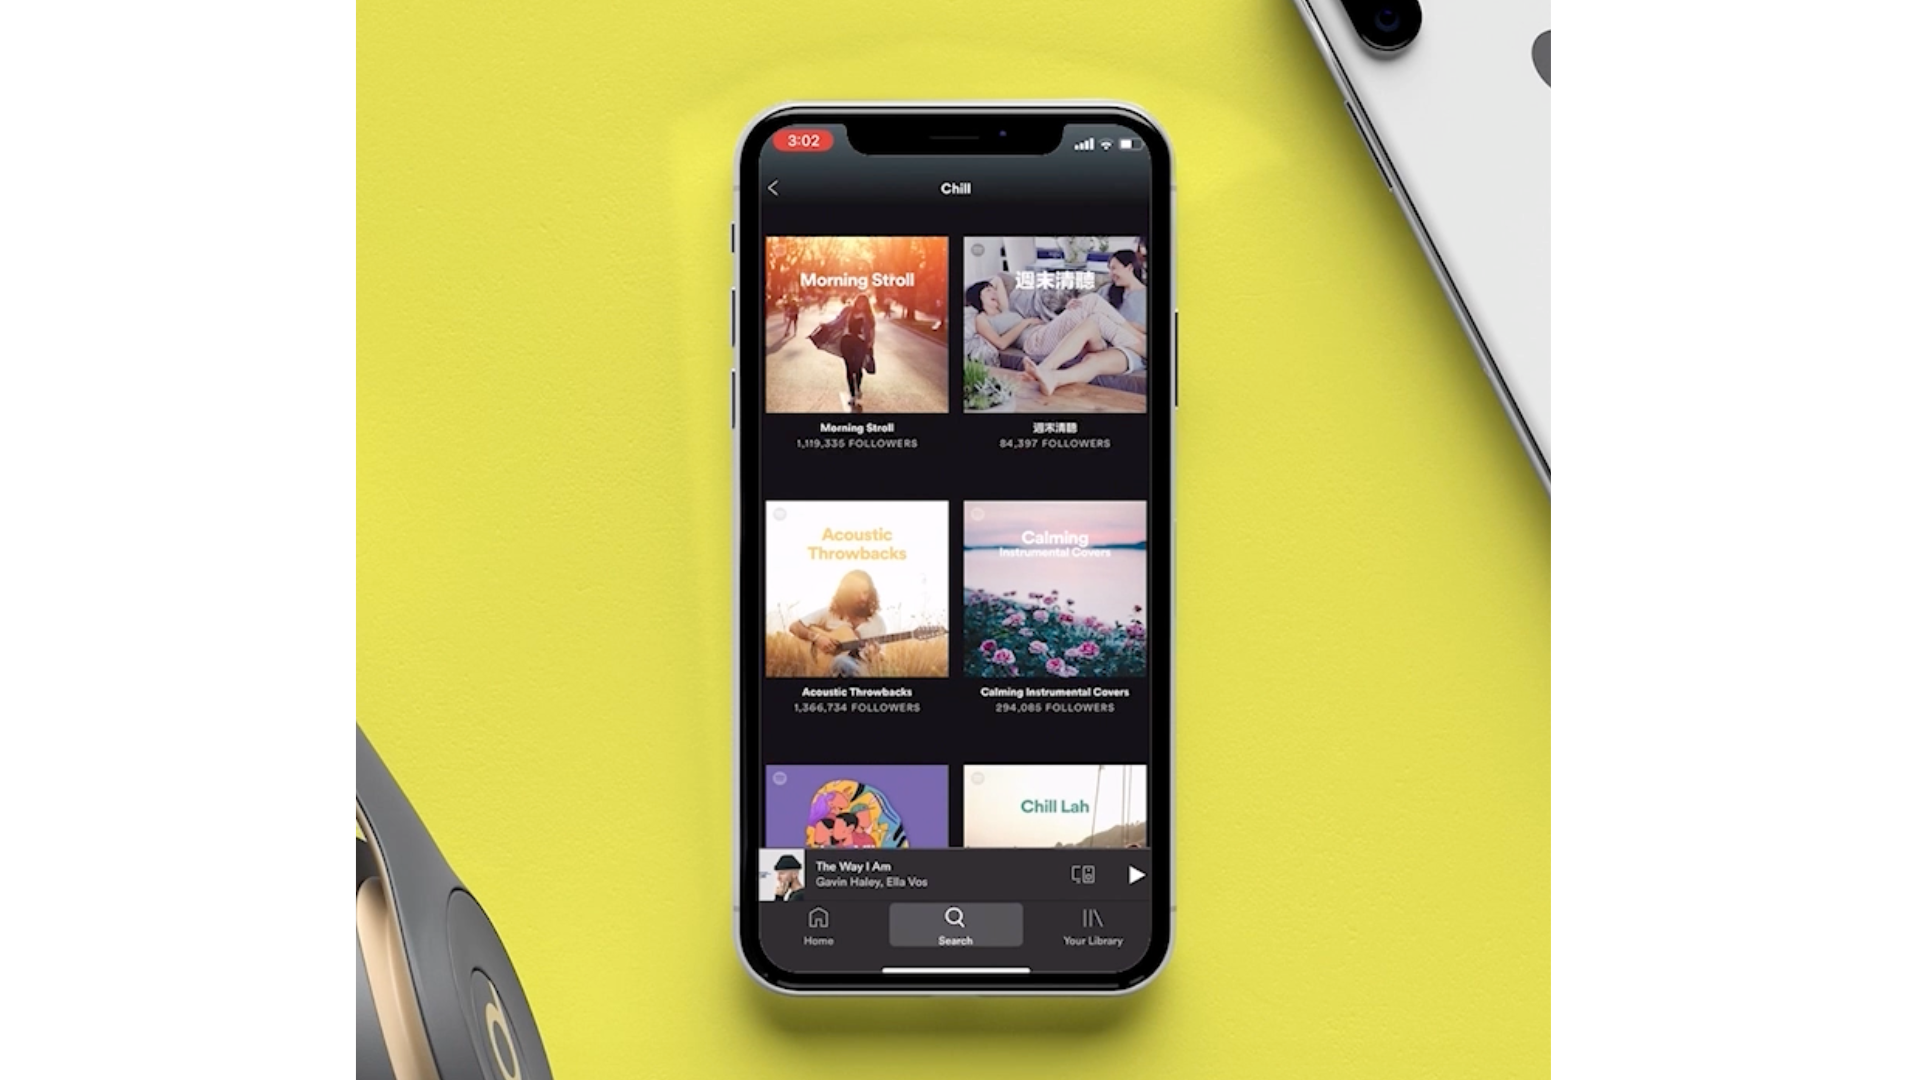 3:02
Chill
Morning Stroll
週末清聽
Morning Stroll
1,119,335 FOLLOWERS
週末清聽
84,397 FOLLOWERS
Acoustic
Throwbacks
Calming
Instrumental Covers
Acoustic Throwbacks
1,366,734 FOLLOWERS
Calming Instrumental Covers
294,085 FOLLOWERS
Chill Lah
The Way I Am
Gavin Haley, Ella Vos
Home
Search
Your Library